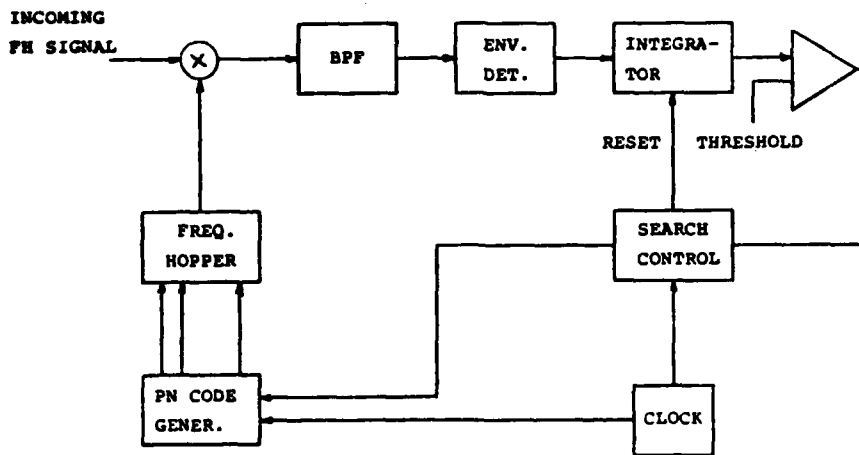 INCOMING
FH SIGNAL
BPF
ENV.
DET.
INTEGRA-
TOR
RESET
THRESHOLD
FREQ.
HOPPER
SEARCH
CONTROL
PN CODE
GENER.
CLOCK